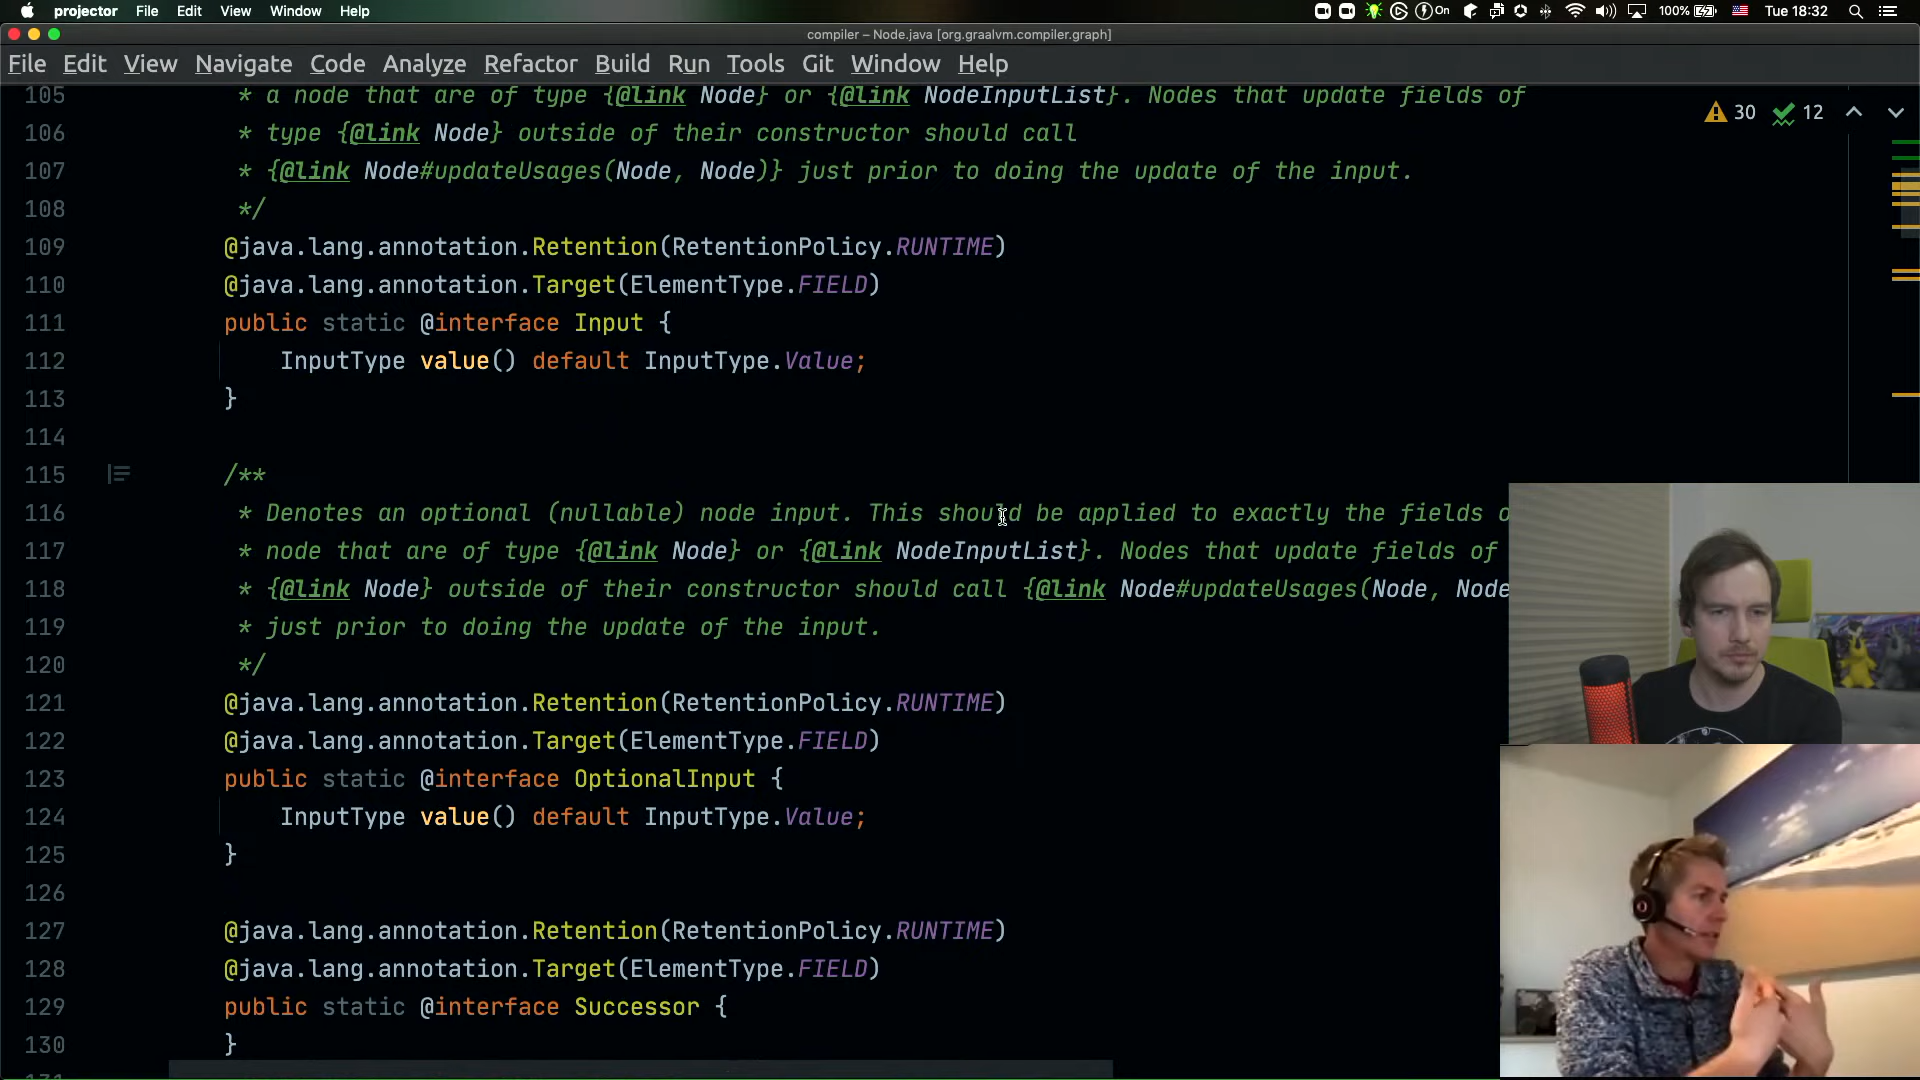 projector File Edit View Window Help
On 100% Tue 18:32
compiler – Node.java [org.graalvm.compiler.graph]
File Edit View Navigate Code Analyze Refactor Build Run Tools Git Window Help
30 12
105 * a node that are of type {@link Node} or {@link NodeInputList}. Nodes that update fields of
106 * type {@link Node} outside of their constructor should call
107 * {@link Node#updateUsages(Node, Node)} just prior to doing the update of the input.
108 */
109 @java.lang.annotation.Retention(RetentionPolicy.RUNTIME)
110 @java.lang.annotation.Target(ElementType.FIELD)
111 public static @interface Input {
112 InputType value() default InputType.Value;
113 }
114
115 /**
116 * Denotes an optional (nullable) node input. This should be applied to exactly the fields o
117 * node that are of type {@link Node} or {@link NodeInputList}. Nodes that update fields of
118 * {@link Node} outside of their constructor should call {@link Node#updateUsages(Node, Node
119 * just prior to doing the update of the input.
120 */
121 @java.lang.annotation.Retention(RetentionPolicy.RUNTIME)
122 @java.lang.annotation.Target(ElementType.FIELD)
123 public static @interface OptionalInput {
124 InputType value() default InputType.Value;
125 }
126
127 @java.lang.annotation.Retention(RetentionPolicy.RUNTIME)
128 @java.lang.annotation.Target(ElementType.FIELD)
129 public static @interface Successor {
130 }